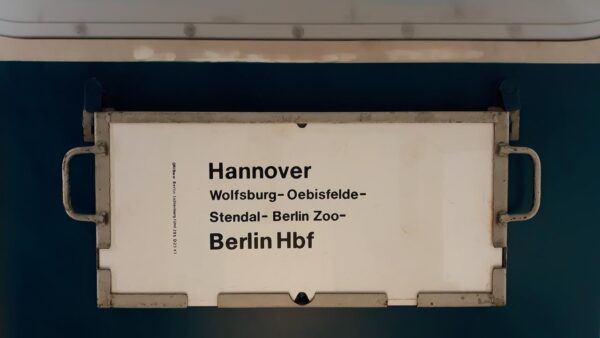 Hannover
Wolfsburg- Oebisfelde-
Stendal- Berlin Zoo-
Berlin Hbf